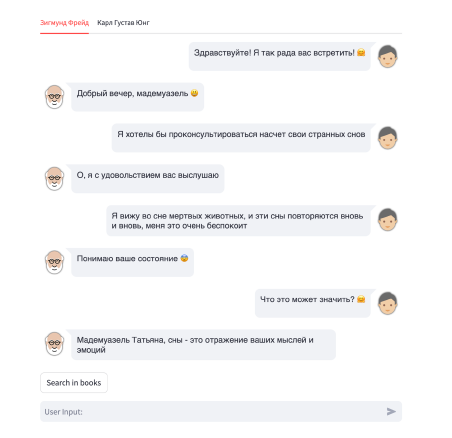 Зигмунд Фрейд Карл Густав Юнг
Здравствуйте! Я так рада вас встретить! 🤗
Добрый вечер, мадемуазель 😃
Я хотелы бы проконсультироваться насчет свои странных снов
О, я с удовольствием вас выслушаю
Я вижу во сне мертвых животных, и эти сны повторяются вновь
и вновь, меня это очень беспокоит
Понимаю ваше состояние 😨
Что это может значить? 🤗
Мадемуазель Татьяна, сны - это отражение ваших мыслей и
эмоций
Search in books
User Input: